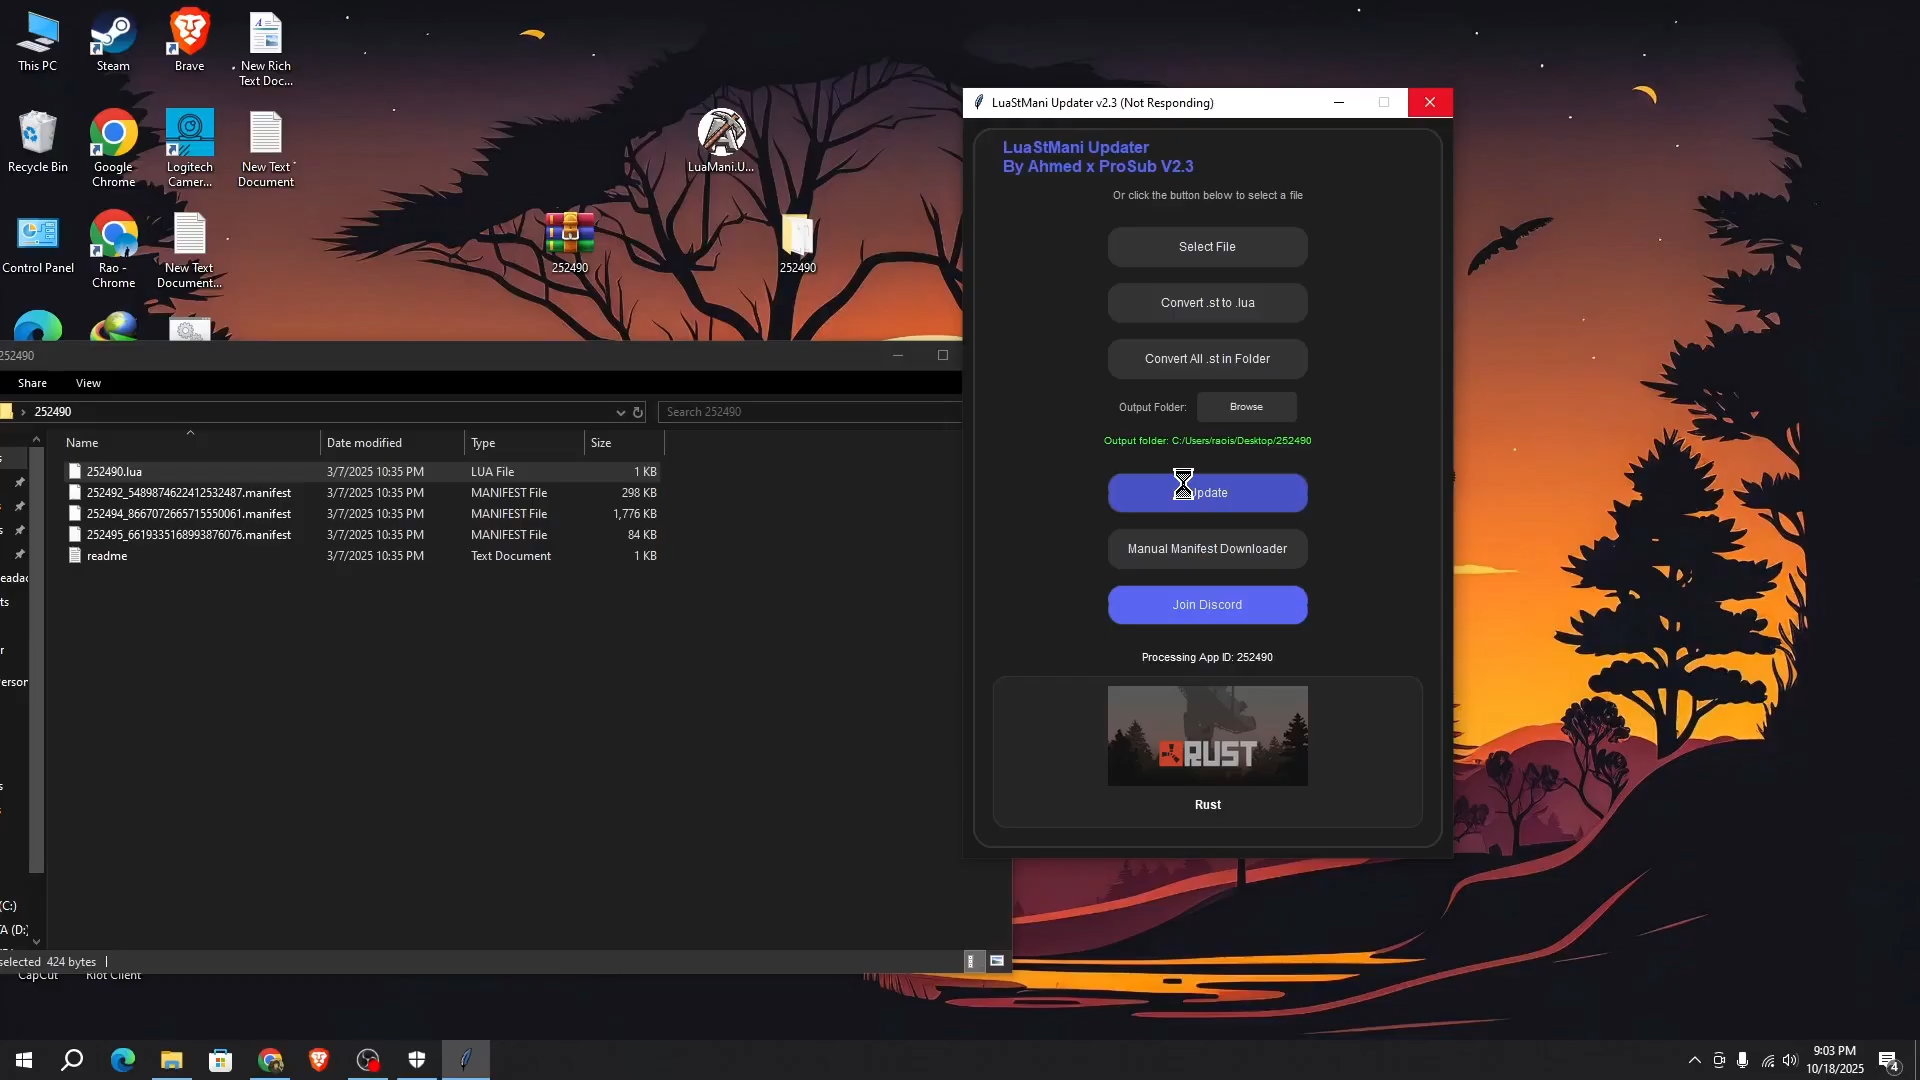 This PC
Steam
Brave
New Rich
Text Doc...
Recycle Bin
Google
Chrome
Logitech
Camer...
New Text
Document
Control Panel
Rao -
Chrome
New Text
Document...
LuaMani.U...
252490
252490
252490
Share
View
252490
Search 252490
Name
Date modified
Type
Size
252490.lua
3/7/2025 10:35 PM
LUA File
1 KB
252492_5489874622412532487.manifest
3/7/2025 10:35 PM
MANIFEST File
298 KB
252494_8667072665715550061.manifest
3/7/2025 10:35 PM
MANIFEST File
1,776 KB
252495_6619335168993876076.manifest
3/7/2025 10:35 PM
MANIFEST File
84 KB
readme
3/7/2025 10:35 PM
Text Document
1 KB
(C:)
TA (D:)
selected 424 bytes
CapCut
Riot Client
LuaStMani Updater v2.3 (Not Responding)
LuaStMani Updater
By Ahmed x ProSub V2.3
Or click the button below to select a file
Select File
Convert .st to .lua
Convert All .st in Folder
Output Folder:
Browse
Output folder: C:/Users/raois/Desktop/252490
Update
Manual Manifest Downloader
Join Discord
Processing App ID: 252490
RUST
Rust
9:03 PM
10/18/2025
4